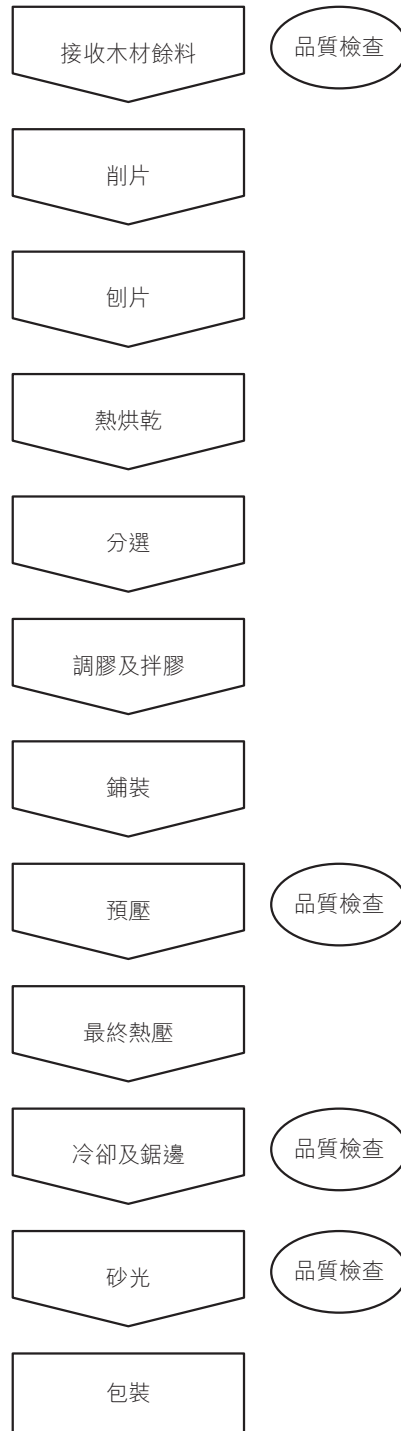 接收木材餘料
品質檢查
削片
刨片
熱烘乾
分選
調膠及拌膠
鋪裝
預壓
品質檢查
最終熱壓
冷卻及鋸邊
品質檢查
砂光
品質檢查
包裝